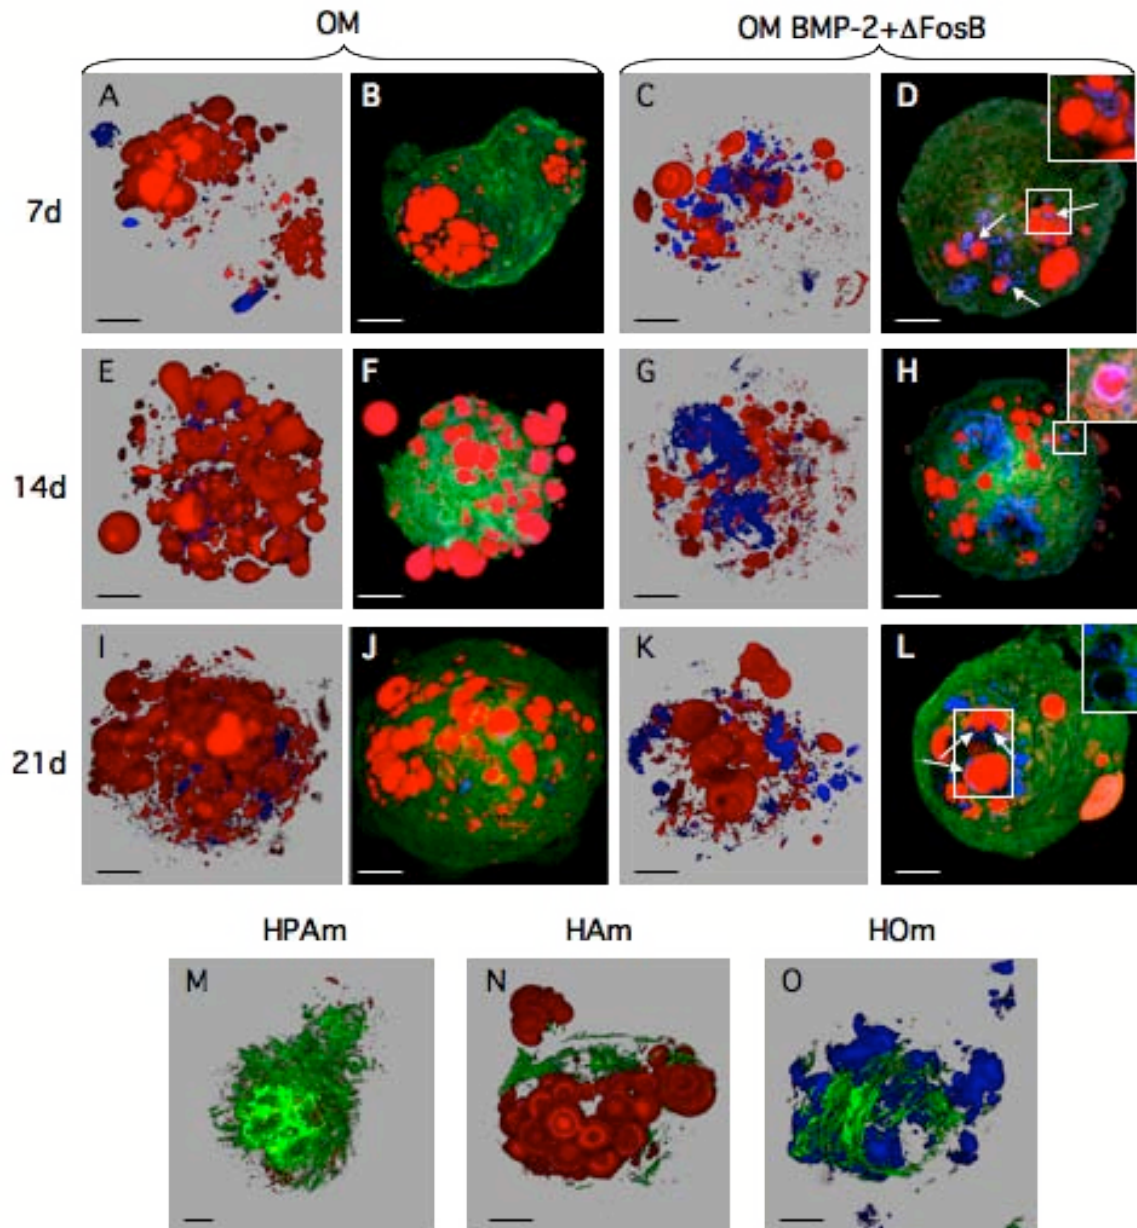 OM OM BMP-2+ΔFosB
A B C D
7d
E F G H
14d
I J K L
21d
HPAm HAm HOm
M N O